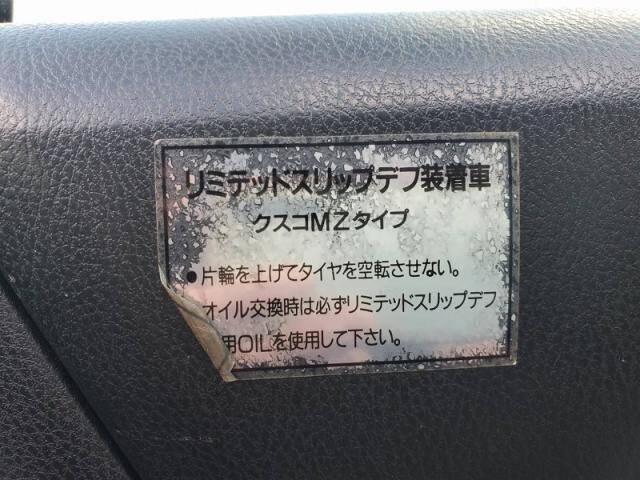 リミテッドスリップデフ装着車
クスコMZタイプ
●片輪を上げてタイヤを空転させない。
オイル交換時は必ずリミテッドスリップデフ
用OILを使用して下さい。